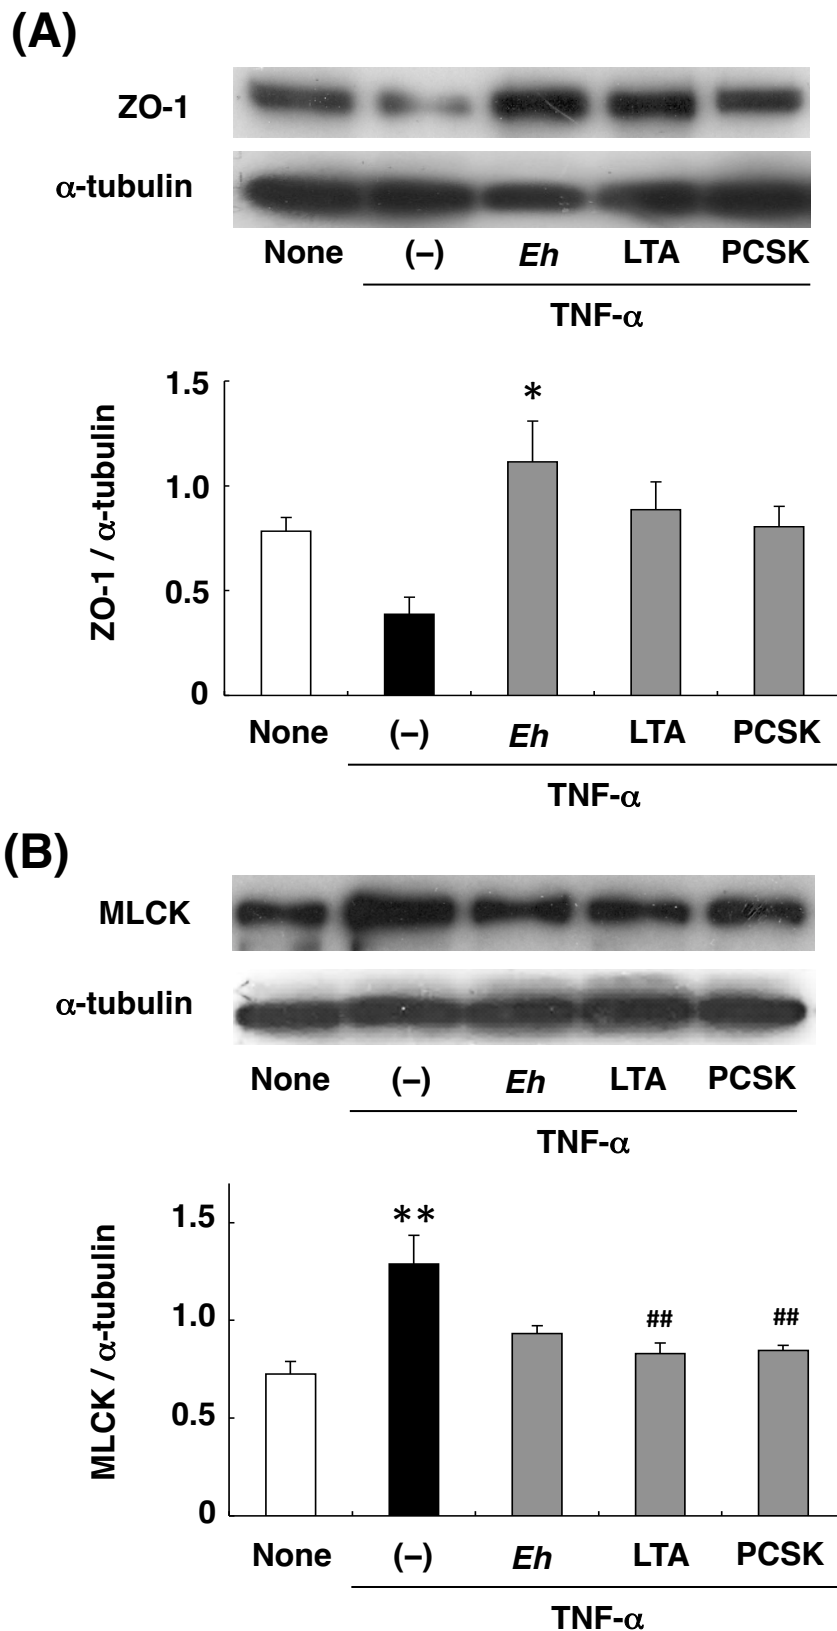 (A)
ZO-1
α-tubulin
None (–) Eh LTA PCSK
TNF-α
*
1.5
1.0
0.5
0
ZO-1 / α-tubulin
None (–) Eh LTA PCSK
TNF-α
(B)
MLCK
α-tubulin
None (–) Eh LTA PCSK
TNF-α
**
## ##
1.5
1.0
0.5
0
MLCK / α-tubulin
None (–) Eh LTA PCSK
TNF-α